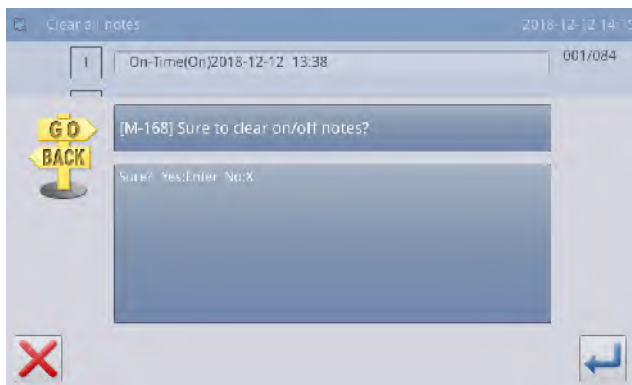 Clear all notes 2018-12-12 14:15
1 On-Time(On)2018-12-12 13:38 001/084
GO
BACK
[M-168] Sure to clear on/off notes?
Sure? Yes:Enter No:X